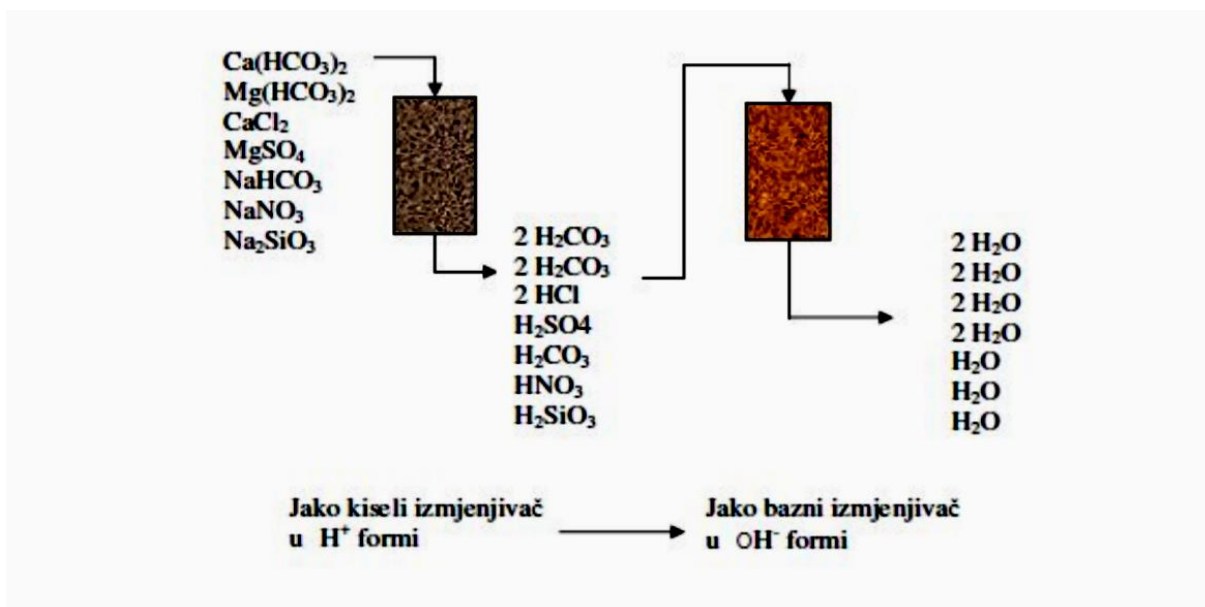 Ca(HCO₃)₂
Mg(HCO₃)₂
CaCl₂
MgSO₄
NaHCO₃
NaNO₃
Na₂SiO₃
2 H₂CO₃
2 H₂CO₃
2 HCl
H₂SO4
H₂CO₃
HNO₃
H₂SiO₃
2 H₂O
2 H₂O
2 H₂O
2 H₂O
H₂O
H₂O
H₂O
Jako kiseli izmjenjivač
u H⁺ formi
Jako bazni izmjenjivač
u OH⁻ formi